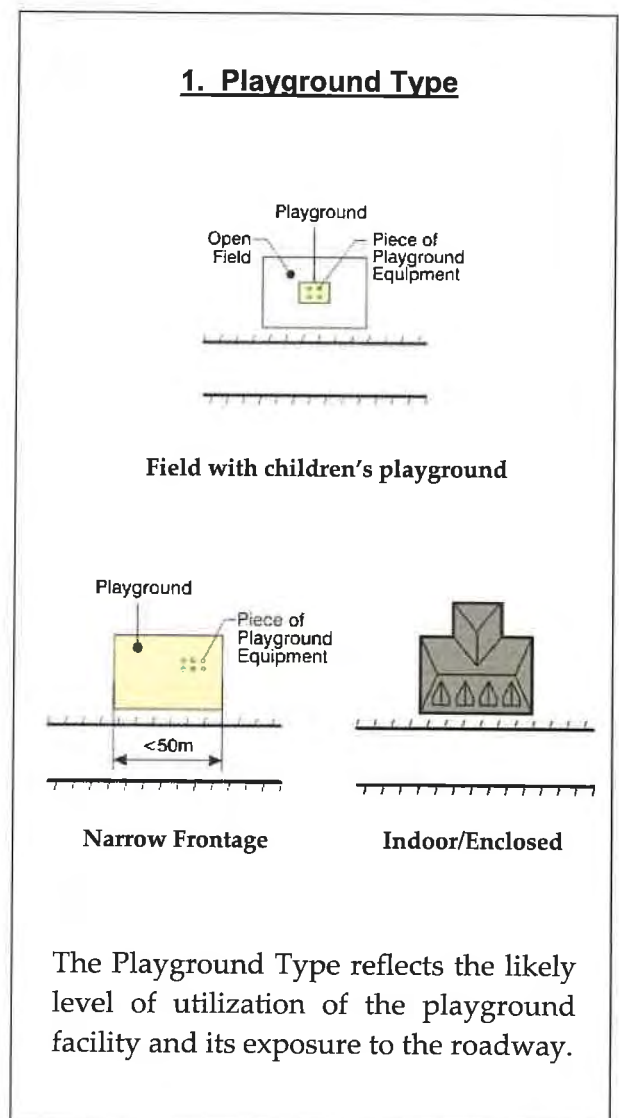 1. Playground Type
Playground
Open
Field
Piece of
Playground
Equipment
Field with children's playground
Playground
Piece of
Playground
Equipment
<50m
Narrow Frontage
Indoor/Enclosed
The Playground Type reflects the likely
level of utilization of the playground
facility and its exposure to the roadway.